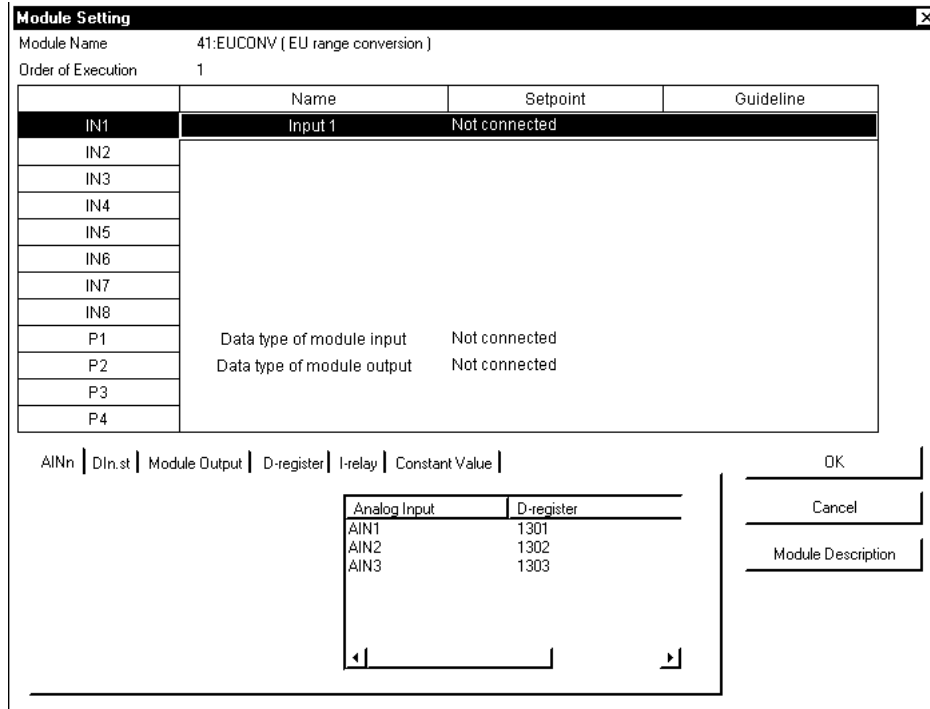 Module Setting
Module Name 41:EUCONV ( EU range conversion )
Order of Execution 1
Name Setpoint Guideline
IN1 Input 1 Not connected
IN2
IN3
IN4
IN5
IN6
IN7
IN8
P1 Data type of module input Not connected
P2 Data type of module output Not connected
P3
P4
AINn DIn.st Module Output D-register I-relay Constant Value
OK
Analog Input D-register
AIN1 1301
AIN2 1302
AIN3 1303
Cancel
Module Description